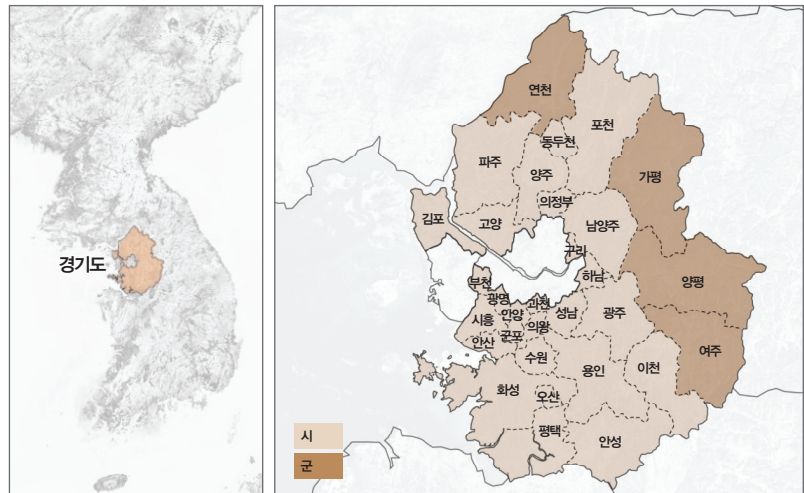 경기도
연천
포천
동두천
파주
양주
가평
의정부
김포
고양
남양주
구리
하남
양평
부천
광명
과천
시흥
안양
성남
광주
안산
군포
의왕
여주
수원
이천
용인
화성
오산
평택
안성
시
군